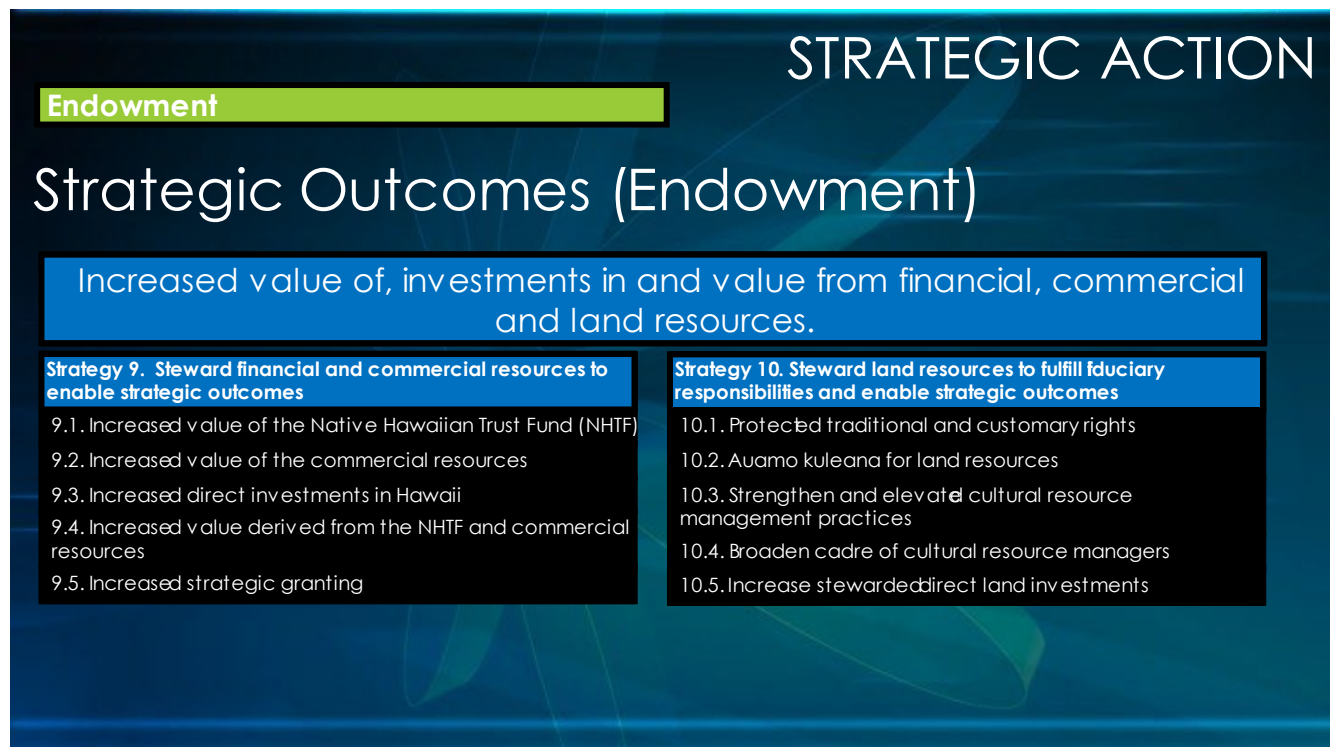 STRATEGIC ACTION
Endowment
Strategic Outcomes (Endowment)
Increased value of, investments in and value from financial, commercial
and land resources.
Strategy 9. Steward financial and commercial resources to
enable strategic outcomes
9.1. Increased value of the Native Hawaiian Trust Fund (NHTF)
9.2. Increased value of the commercial resources
9.3. Increased direct investments in Hawaii
9.4. Increased value derived from the NHTF and commercial
resources
9.5. Increased strategic granting
Strategy 10. Steward land resources to fulfill fiduciary
responsibilities and enable strategic outcomes
10.1. Protected traditional and customary rights
10.2. Auamo kuleana for land resources
10.3. Strengthen and elevated cultural resource
management practices
10.4. Broaden cadre of cultural resource managers
10.5. Increase stewarded direct land investments